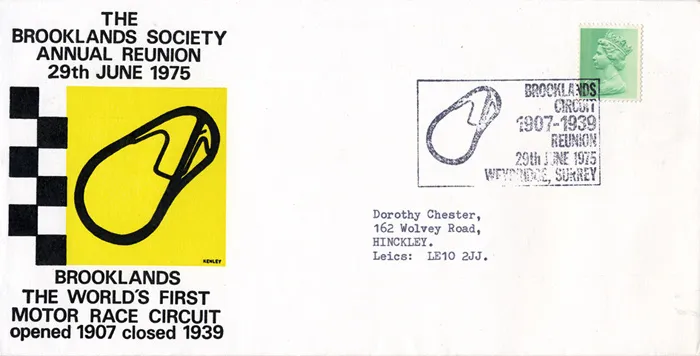 THE
BROOKLANDS SOCIETY
ANNUAL REUNION
29th JUNE 1975
KENLEY
BROOKLANDS
THE WORLD'S FIRST
MOTOR RACE CIRCUIT
opened 1907 closed 1939
BROOKLANDS
CIRCUIT
1907-1939
REUNION
29th JUNE 1975
WEYBRIDGE, SURREY
Dorothy Chester,
162 Wolvey Road,
HINCKLEY.
Leics: LE10 2JJ.